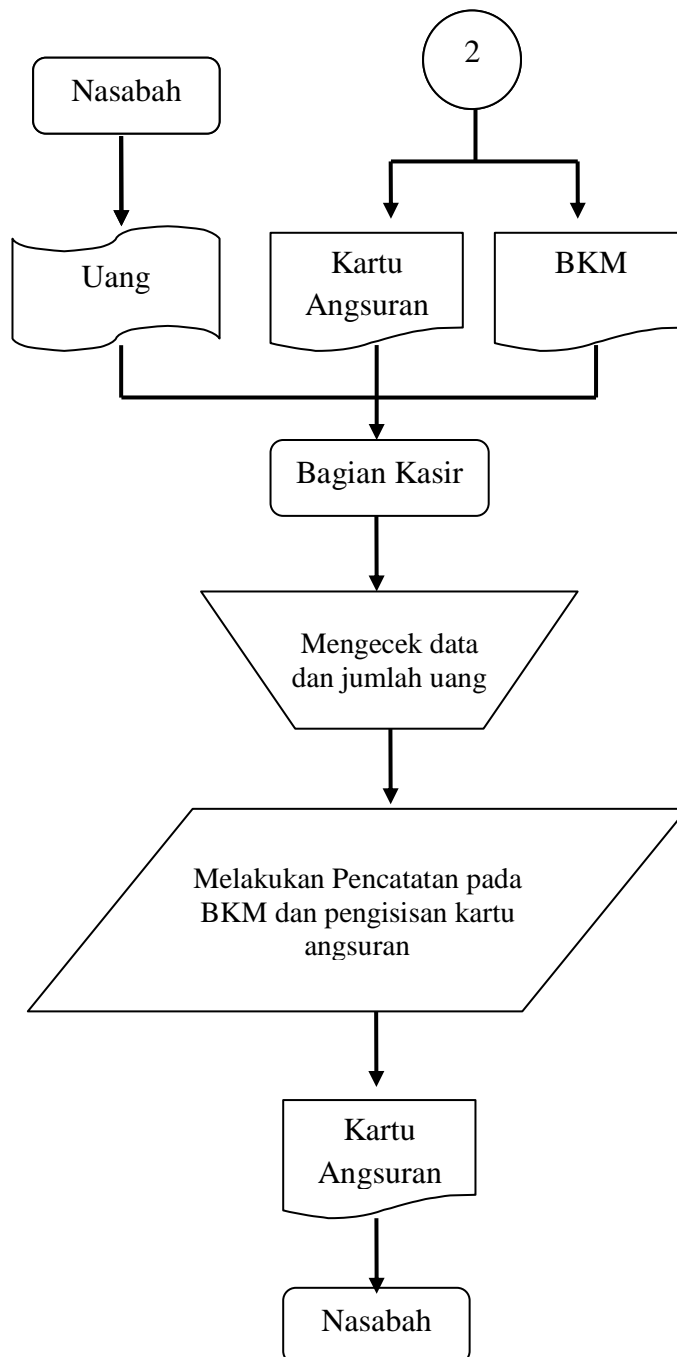 2
Nasabah
Uang
Kartu
Angsuran
BKM
Bagian Kasir
Mengecek data
dan jumlah uang
Melakukan Pencatatan pada
BKM dan pengisisan kartu
angsuran
Kartu
Angsuran
Nasabah